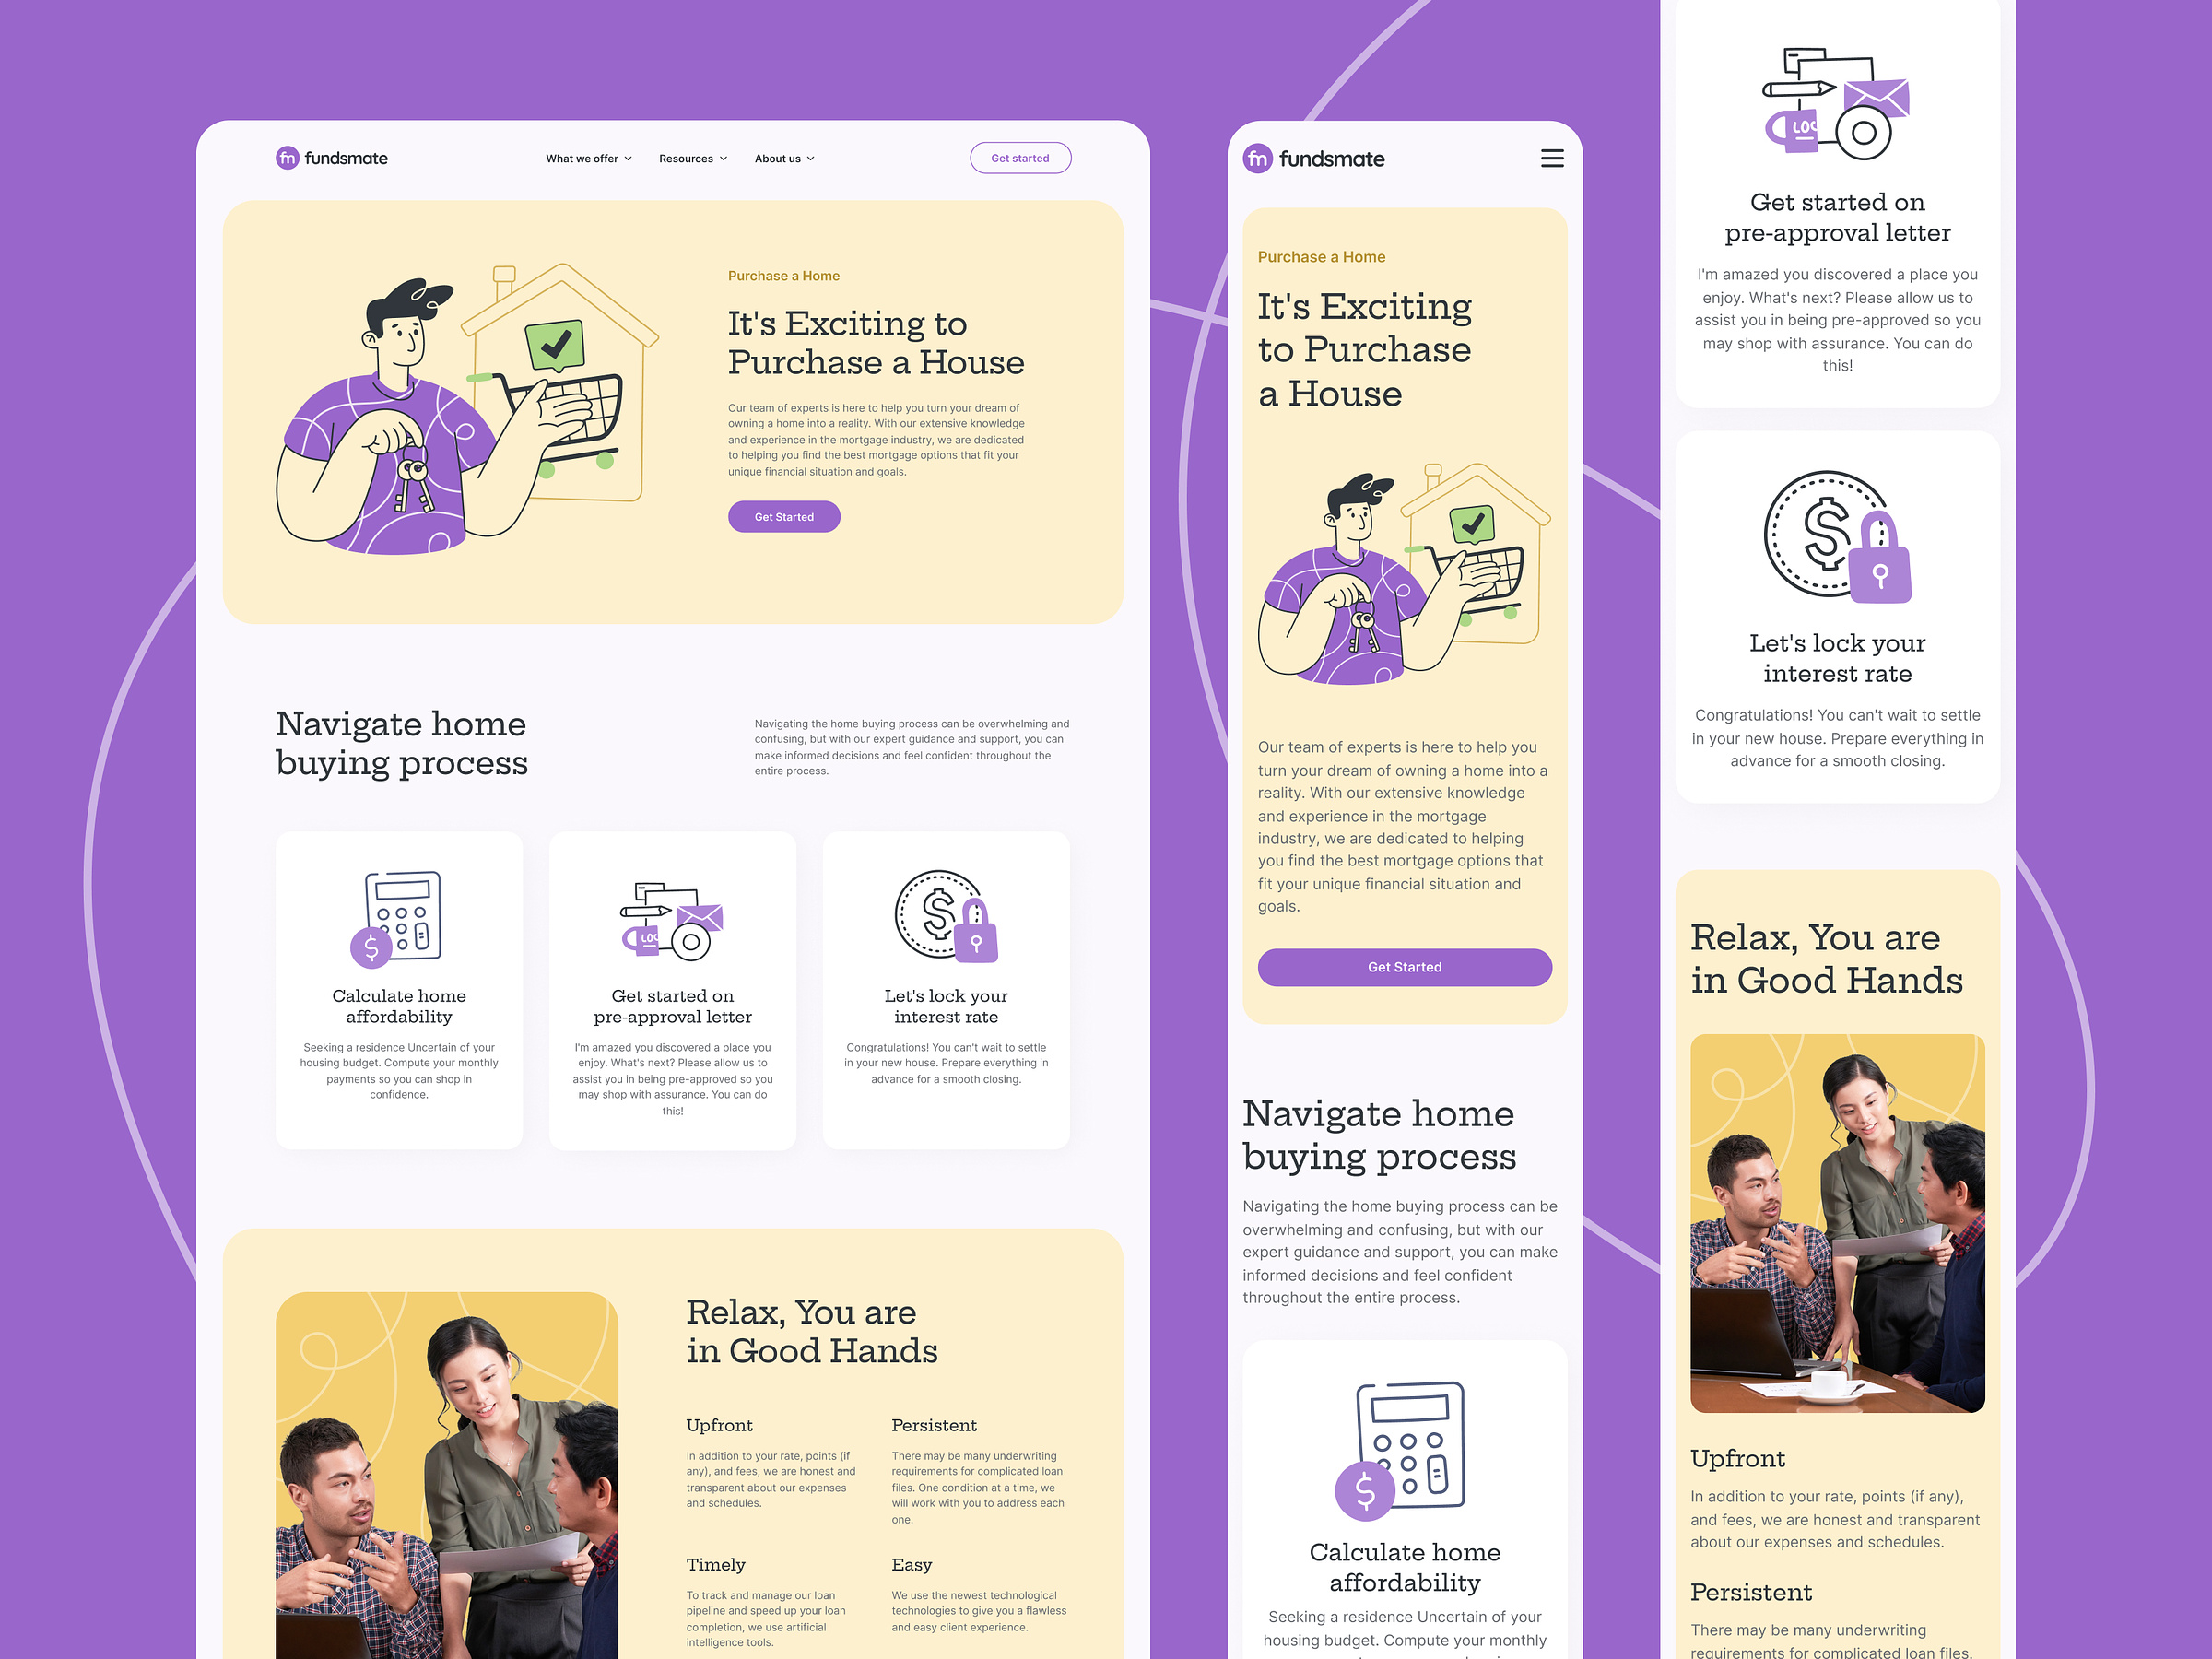 fn fundsmate
What we offer
Resources
About us
Get started
Purchase a Home
It's Exciting to
Purchase a House
Our team of experts is here to help you turn your dream of
owning a home into a reality. With our extensive knowledge
and experience in the mortgage industry, we are dedicated
to helping you find the best mortgage options that fit your
unique financial situation and goals.
Get Started
Navigate home
buying process
Navigating the home buying process can be overwhelming and
confusing, but with our expert guidance and support, you can
make informed decisions and feel confident throughout the
entire process.
$
Calculate home
affordability
Seeking a residence Uncertain of your
housing budget. Compute your monthly
payments so you can shop in
confidence.
LOC
Get started on
pre-approval letter
I'm amazed you discovered a place you
enjoy. What's next? Please allow us to
assist you in being pre-approved so you
may shop with assurance. You can do
this!
$
Let's lock your
interest rate
Congratulations! You can't wait to settle
in your new house. Prepare everything in
advance for a smooth closing.
Relax, You are
in Good Hands
Upfront
In addition to your rate, points (if
any), and fees, we are honest and
transparent about our expenses
and schedules.
Persistent
There may be many underwriting
requirements for complicated loan
files. One condition at a time, we
will work with you to address each
one.
Timely
To track and manage our loan
pipeline and speed up your loan
completion, we use artificial
intelligence tools.
Easy
We use the newest technological
technologies to give you a flawless
and easy client experience.
fn fundsmate
Purchase a Home
It's Exciting
to Purchase
a House
Our team of experts is here to help you
turn your dream of owning a home into a
reality. With our extensive knowledge
and experience in the mortgage
industry, we are dedicated to helping
you find the best mortgage options that
fit your unique financial situation and
goals.
Get Started
Navigate home
buying process
Navigating the home buying process can be
overwhelming and confusing, but with our
expert guidance and support, you can make
informed decisions and feel confident
throughout the entire process.
$
Calculate home
affordability
Seeking a residence Uncertain of your
housing budget. Compute your monthly
LOC
Get started on
pre-approval letter
I'm amazed you discovered a place you
enjoy. What's next? Please allow us to
assist you in being pre-approved so you
may shop with assurance. You can do
this!
$
Let's lock your
interest rate
Congratulations! You can't wait to settle
in your new house. Prepare everything in
advance for a smooth closing.
Relax, You are
in Good Hands
Upfront
In addition to your rate, points (if any),
and fees, we are honest and transparent
about our expenses and schedules.
Persistent
There may be many underwriting
requirements for complicated loan files.